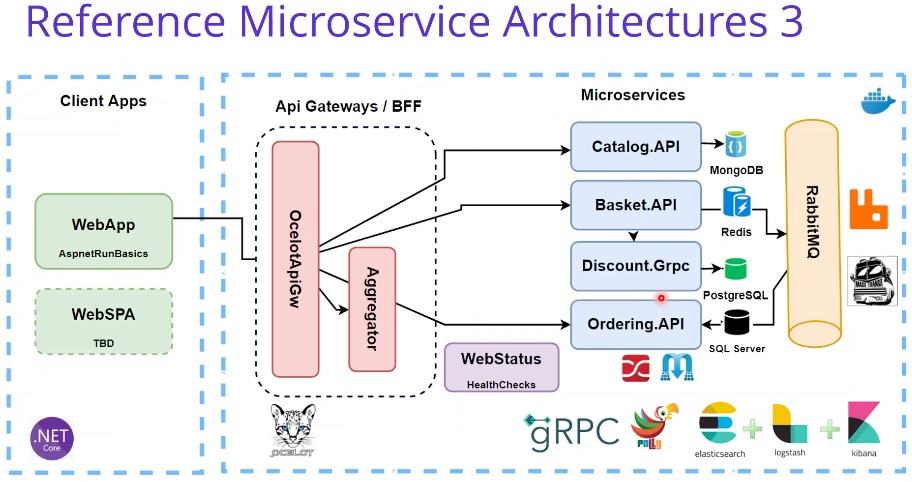 Reference Microservice Architectures 3
Client Apps
WebApp
AspnetRunBasics
WebSPA
TBD
.NET
Core
Api Gateways / BFF
OcelotApiGw
Aggregator
OCELOT
Microservices
Catalog.API
MongoDB
Basket.API
Redis
Discount.Grpc
PostgreSQL
Ordering.API
SQL Server
WebStatus
HealthChecks
RabbitMQ
MASS TRANSIT
gRPC
Polly
elasticsearch
+
logstash
+
kibana